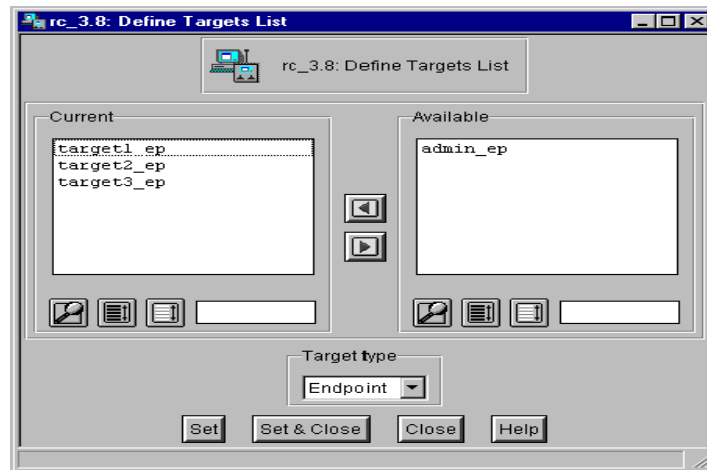 rc_3.8: Define Targets List
rc_3.8: Define Targets List
Current
Available
target1_ep
target2_ep
target3_ep
admin_ep
Target type
Endpoint
Set
Set & Close
Close
Help